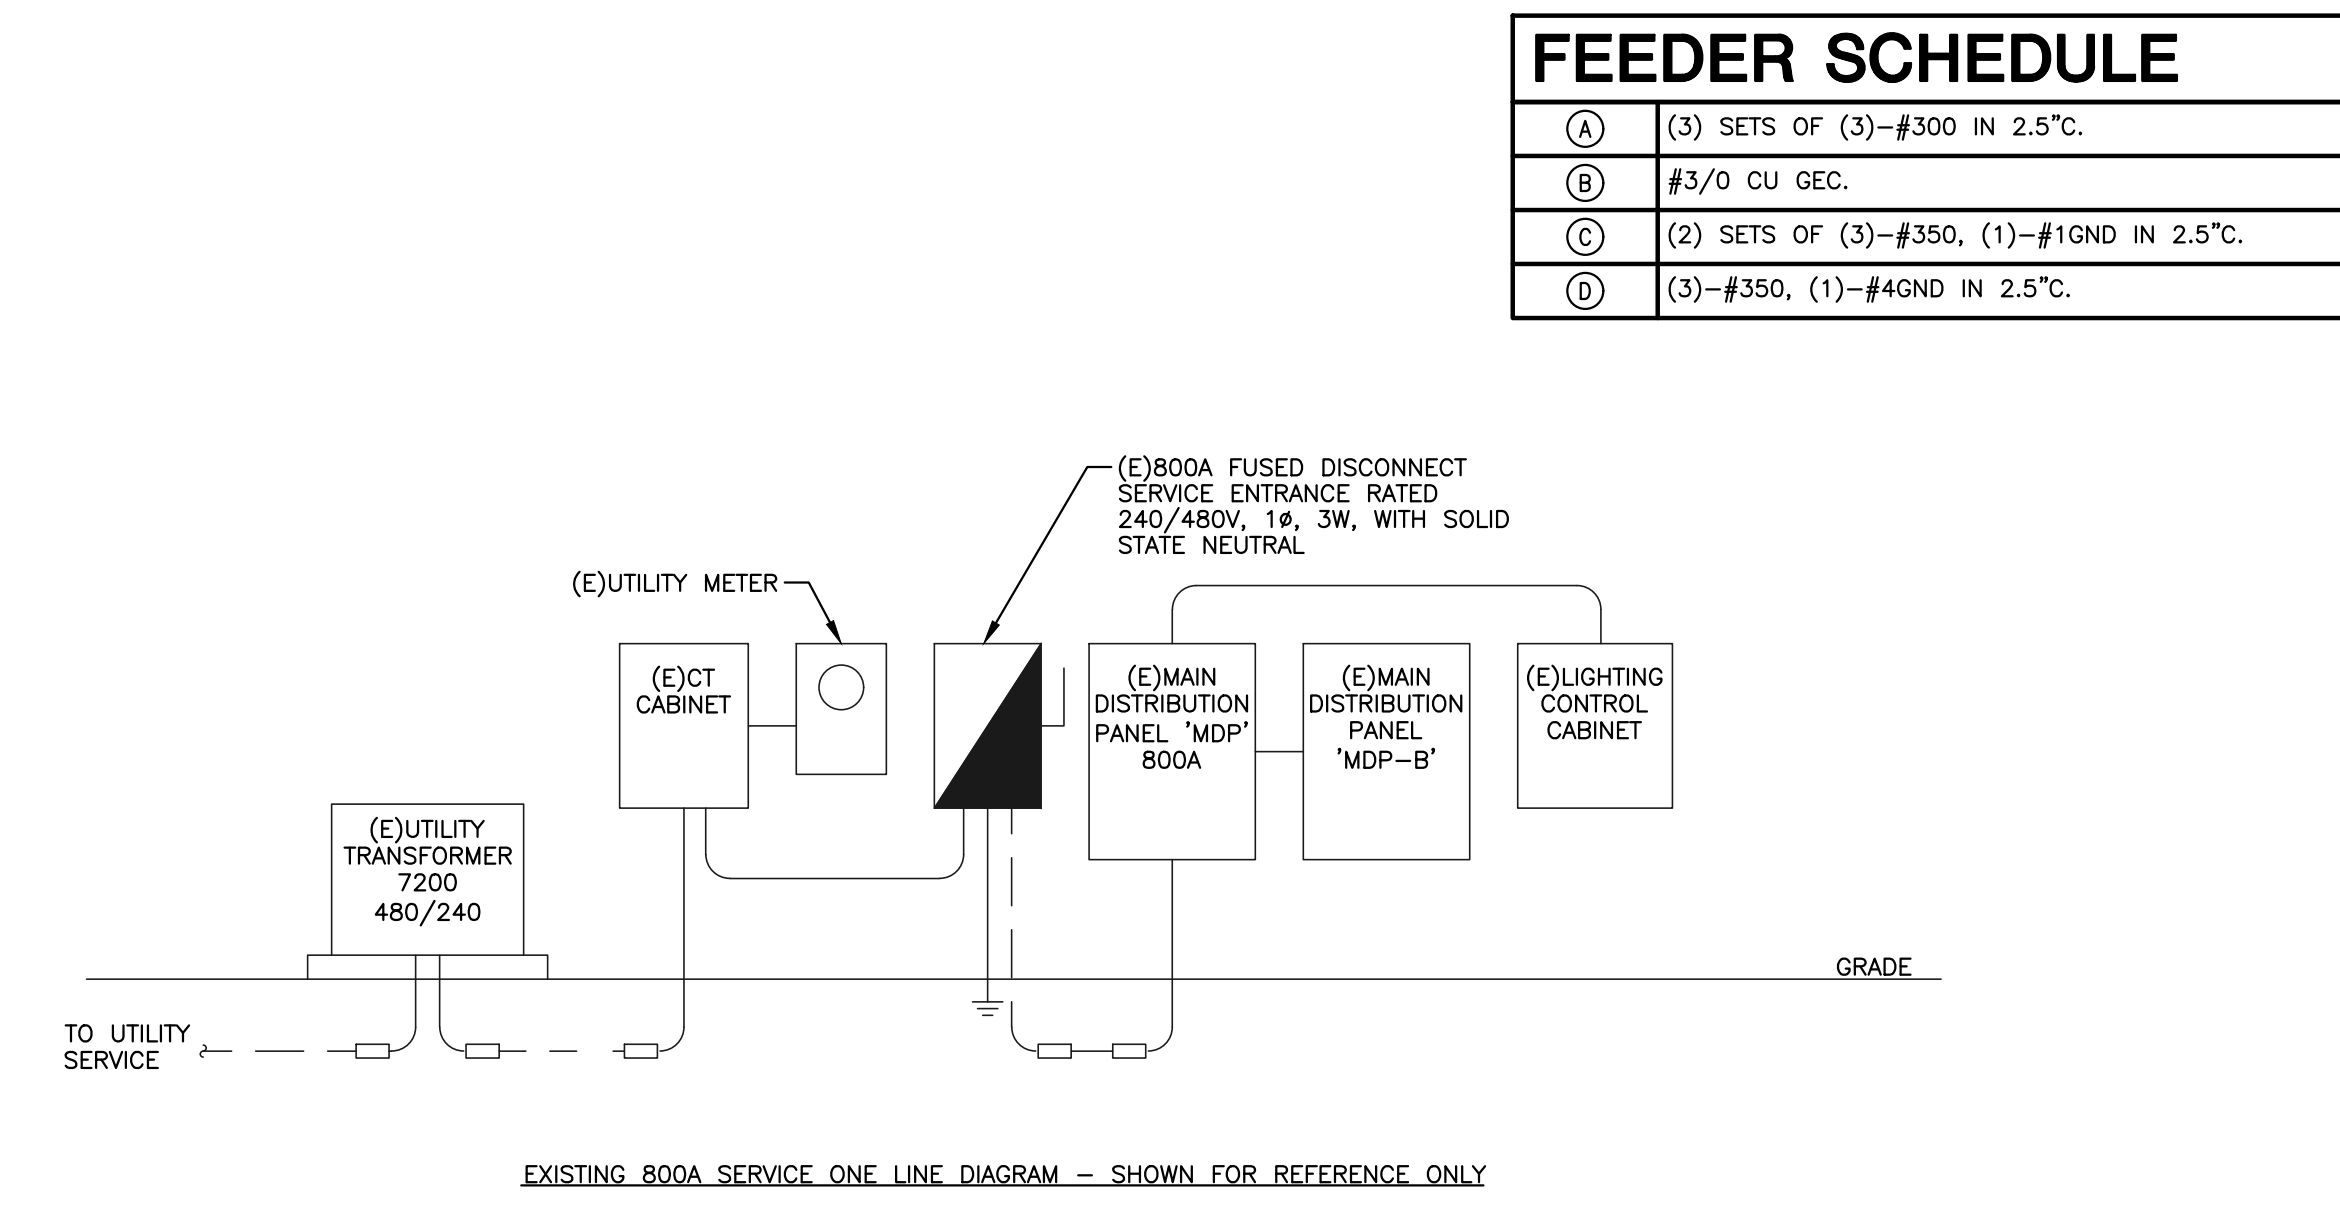 FEEDER SCHEDULE
A (3) SETS OF (3)-#300 IN 2.5"C.
B #3/0 CU GEC.
C (2) SETS OF (3)-#350, (1)-#1GND IN 2.5"C.
D (3)-#350, (1)-#4GND IN 2.5"C.
(E)800A FUSED DISCONNECT
SERVICE ENTRANCE RATED
240/480V, 1ø, 3W, WITH SOLID
STATE NEUTRAL
(E)UTILITY METER
(E)CT
CABINET
(E)MAIN
DISTRIBUTION
PANEL 'MDP'
800A
(E)MAIN
DISTRIBUTION
PANEL
'MDP-B'
(E)LIGHTING
CONTROL
CABINET
(E)UTILITY
TRANSFORMER
7200
480/240
GRADE
TO UTILITY
SERVICE
EXISTING 800A SERVICE ONE LINE DIAGRAM - SHOWN FOR REFERENCE ONLY